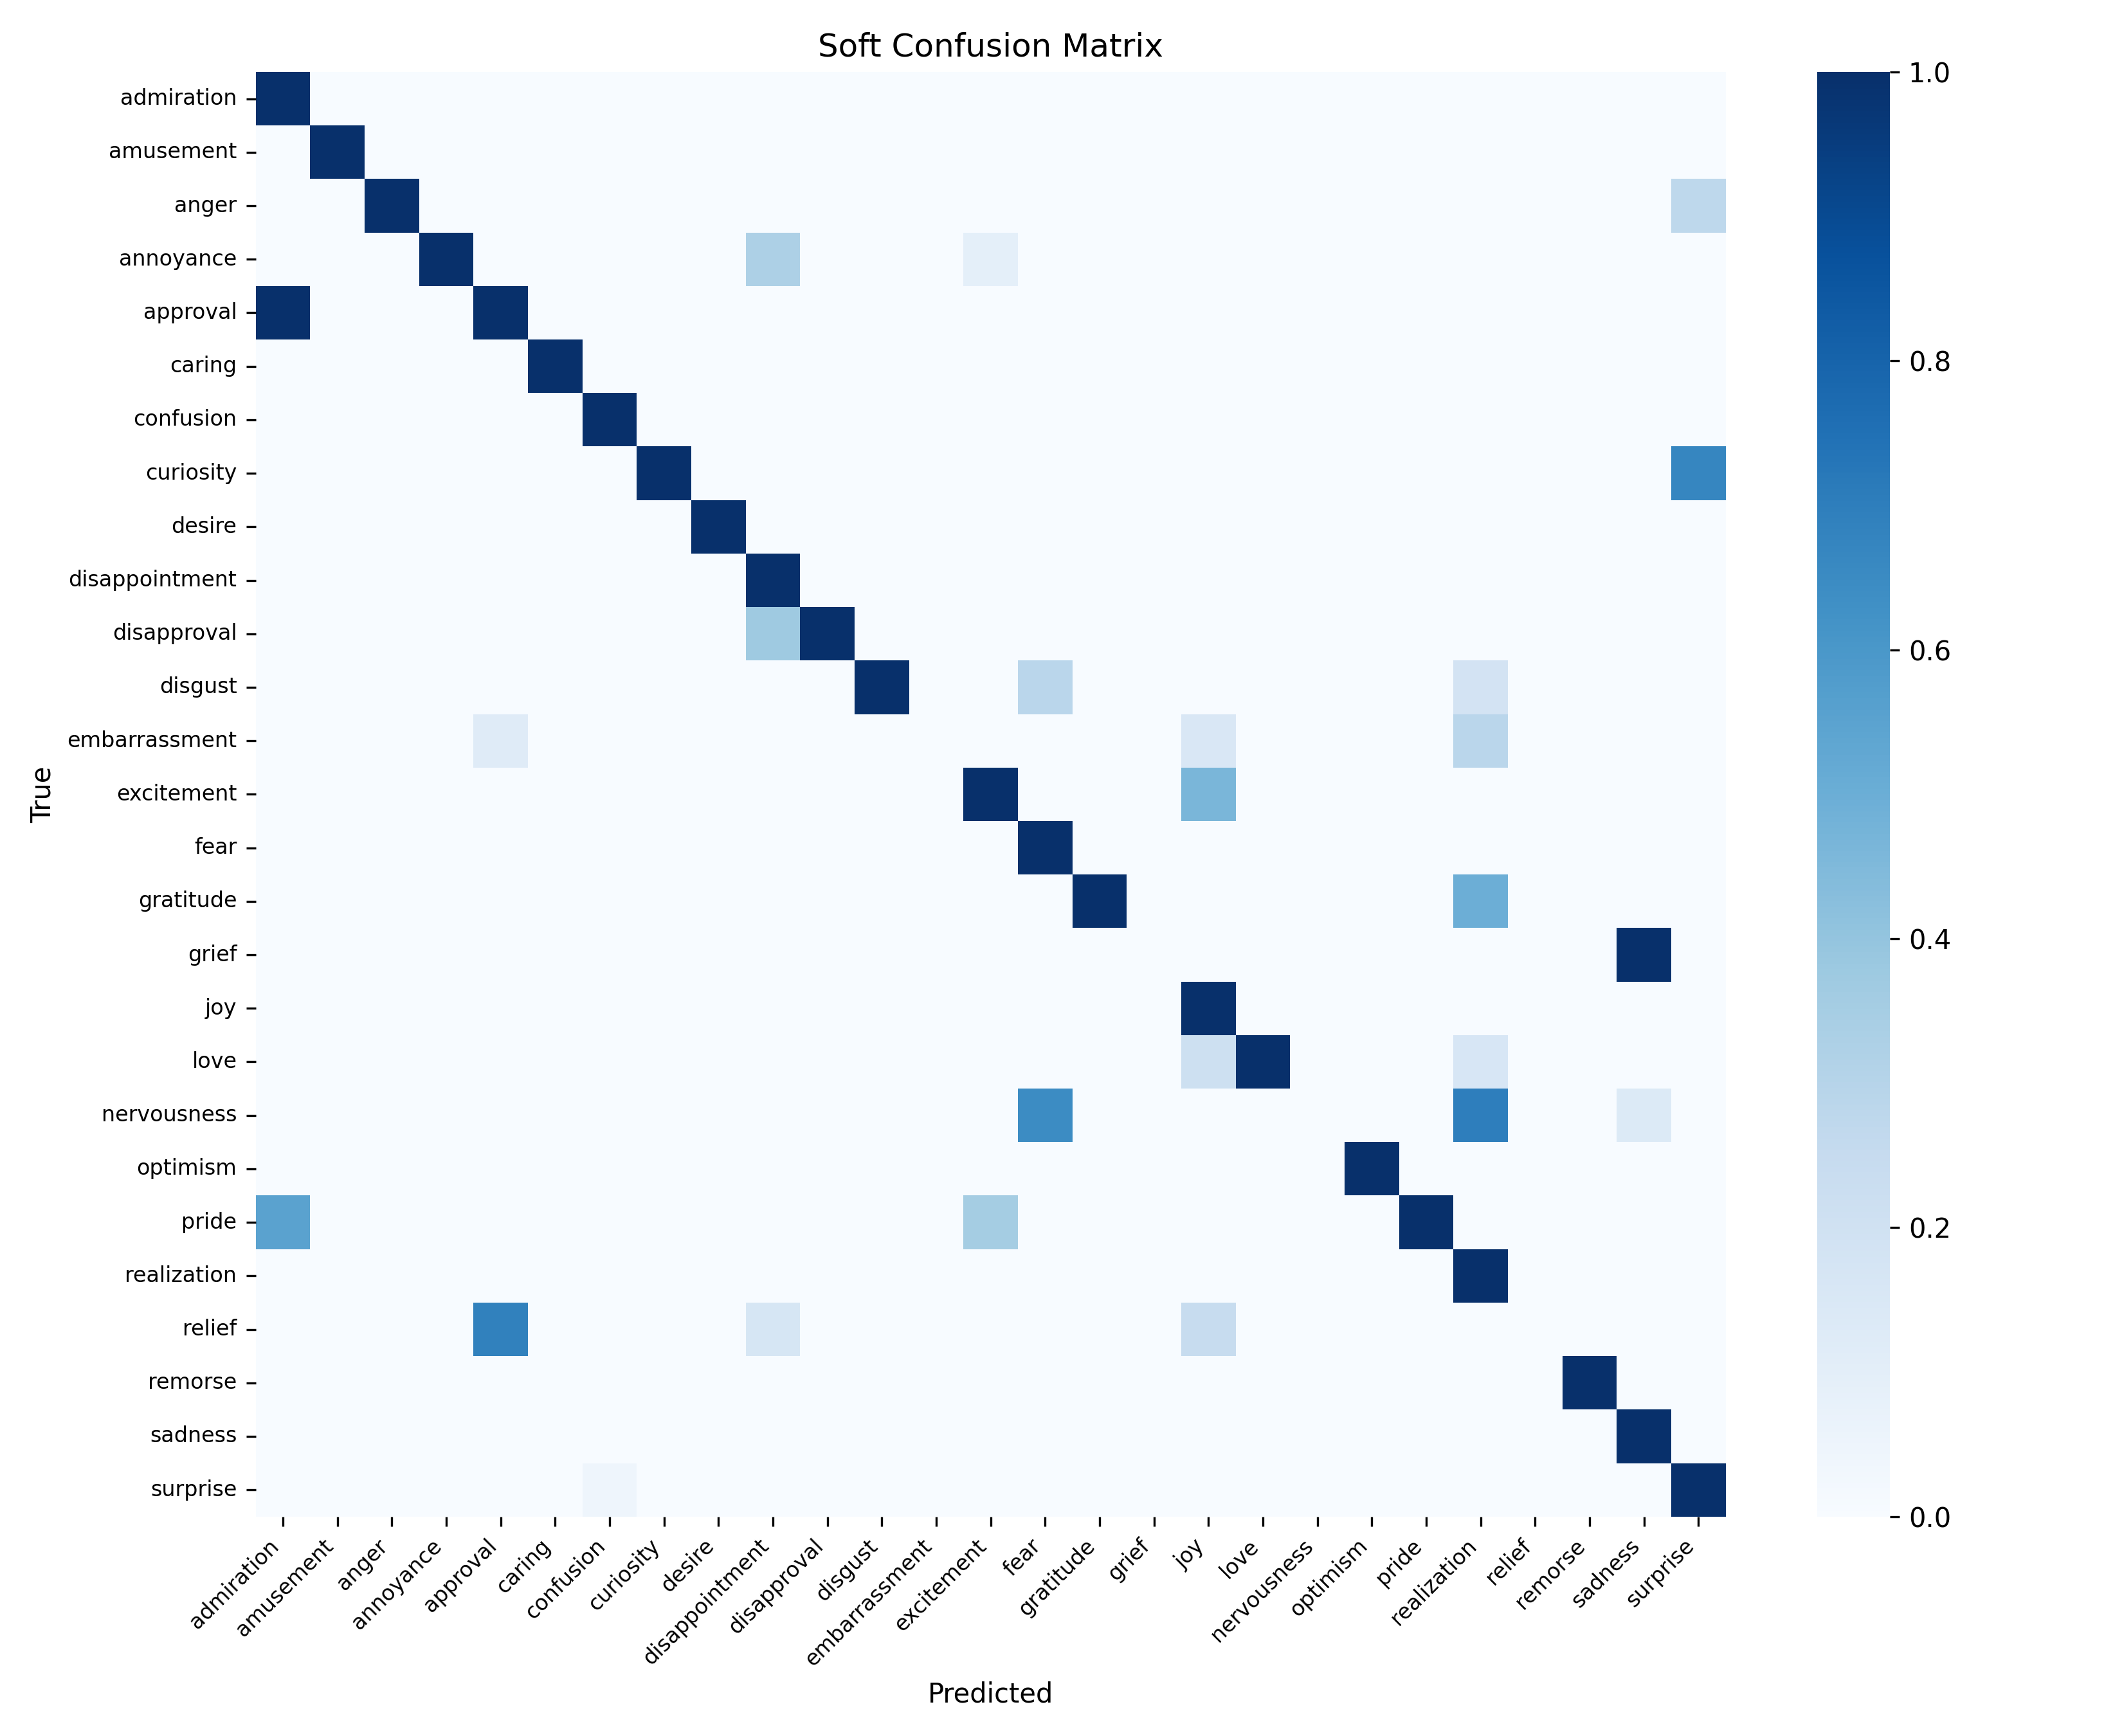 Soft Confusion Matrix
admiration
amusement
anger
annoyance
approval
caring
confusion
curiosity
desire
disappointment
disapproval
disgust
embarrassment
excitement
fear
gratitude
grief
joy
love
nervousness
optimism
pride
realization
relief
remorse
sadness
surprise
True
admiration
amusement
anger
annoyance
approval
caring
confusion
curiosity
desire
disappointment
disapproval
disgust
embarrassment
excitement
fear
gratitude
grief
joy
love
nervousness
optimism
pride
realization
relief
remorse
sadness
surprise
Predicted
1.0
0.8
0.6
0.4
0.2
0.0